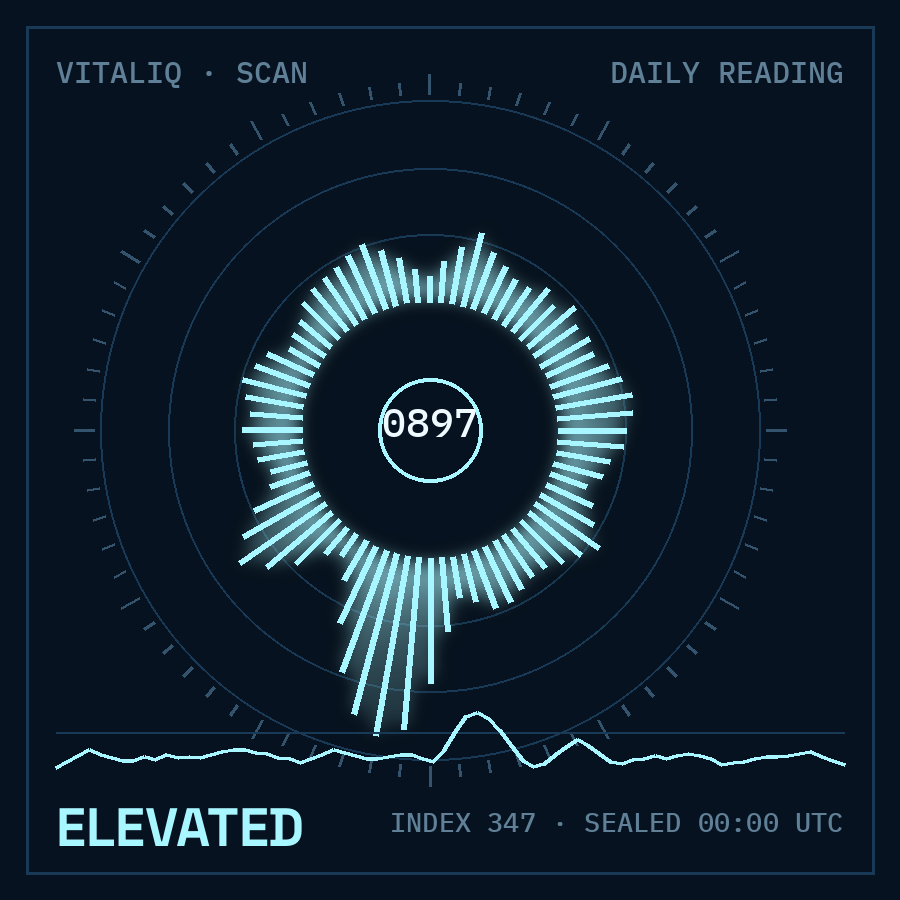 VITALIQ · SCAN
DAILY READING
0897
ELEVATED
INDEX 347 · SEALED 00:00 UTC